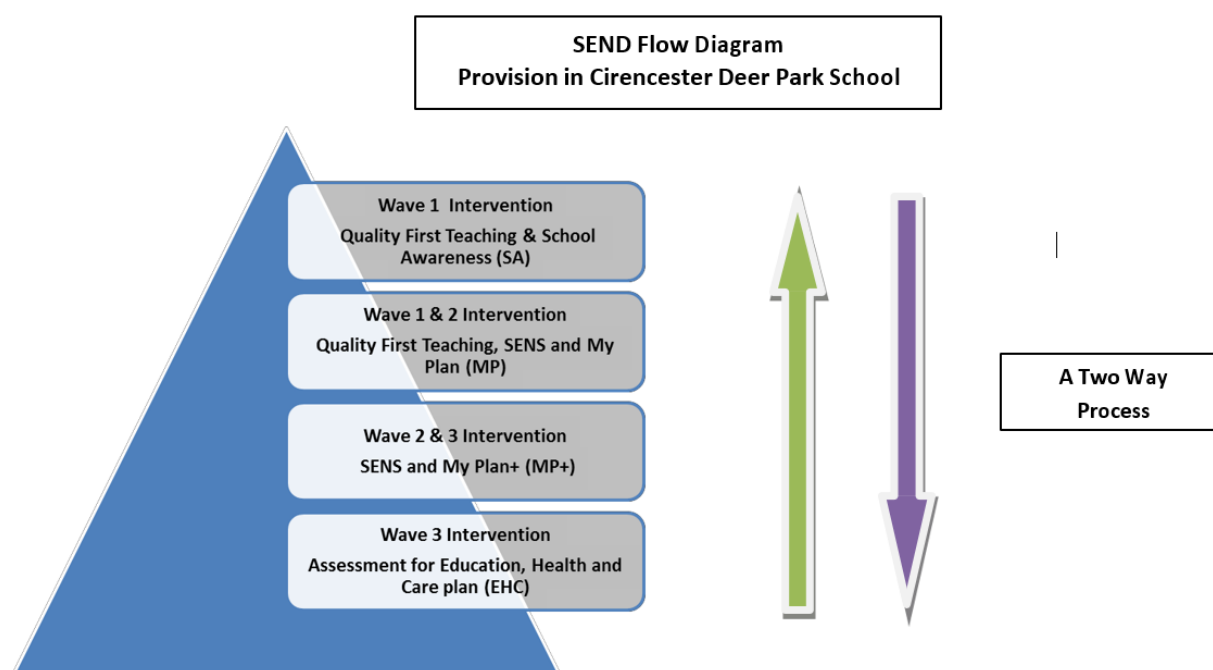 SEND Flow Diagram
Provision in Cirencester Deer Park School
Wave 1 Intervention
Quality First Teaching & School
Awareness (SA)
Wave 1 & 2 Intervention
Quality First Teaching, SENS and My
Plan (MP)
Wave 2 & 3 Intervention
SENS and My Plan+ (MP+)
Wave 3 Intervention
Assessment for Education, Health and
Care plan (EHC)
A Two Way
Process